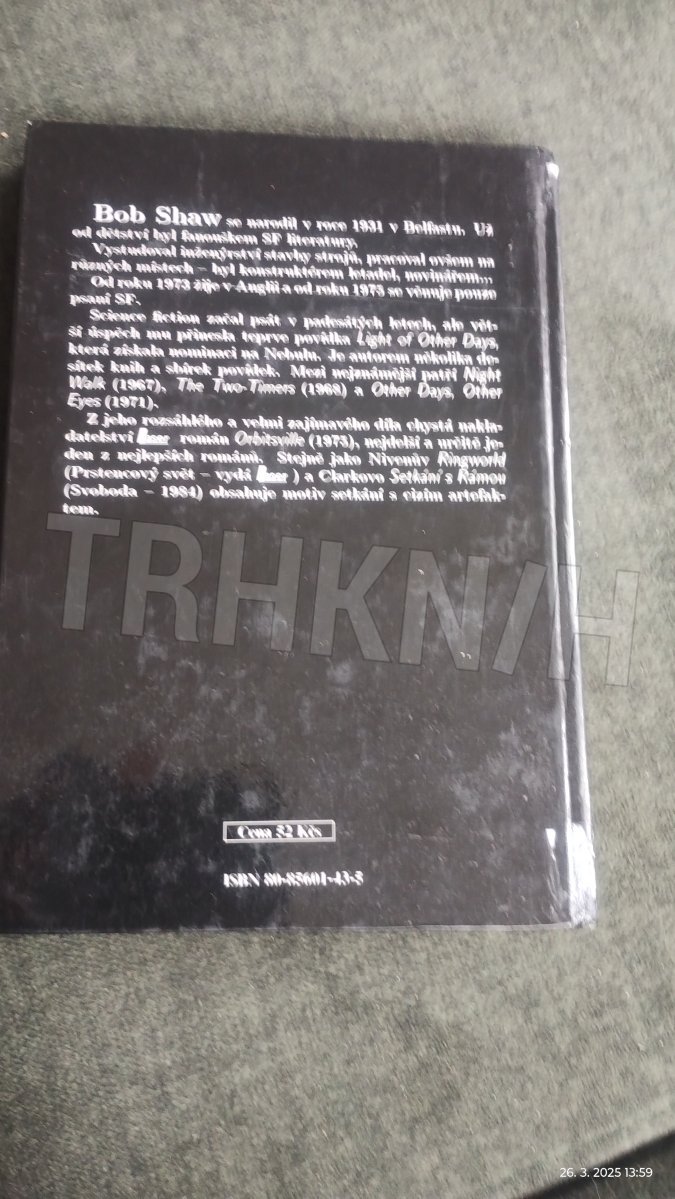 Bob Shaw se narodil v roce 1931 v Belfastu. Už
od dětství byl fanouškem SF literatury.
Vystudoval inženýrství stavby strojů, pracoval ovšem na
různých místech – byl konstruktérem letadel, novinářem...
Od roku 1973 žije v Anglii a od roku 1975 se věnuje pouze
psaní SF.
Science fiction začal psát v padesátých letech, ale vět-
ší úspěch mu přinesla teprve povídka Light of Other Days,
která získala nominaci na Nebulu. Je autorem několika de-
sítek knih a sbírek povídek. Mezi nejznámější patří Night
Walk (1967), The Two-Timers (1968) a Other Days, Other
Eyes (1971).
Z jeho rozsáhlého a velmi zajímavého díla chystá nakla-
datelství Laser román Orbitsville (1975), nejdelší a určitě je-
den z nejlepších románů. Stejně jako Nivenův Ringworld
(Prstencový svět – vydá Laser) a Clarkovo Setkání s Rámou
(Svoboda – 1984) obsahuje motiv setkání s cizím artefak-
tem.
TRHKNIH
Cena 52 Kčs
ISBN 80-85601-43-5
26. 3. 2025 13:59